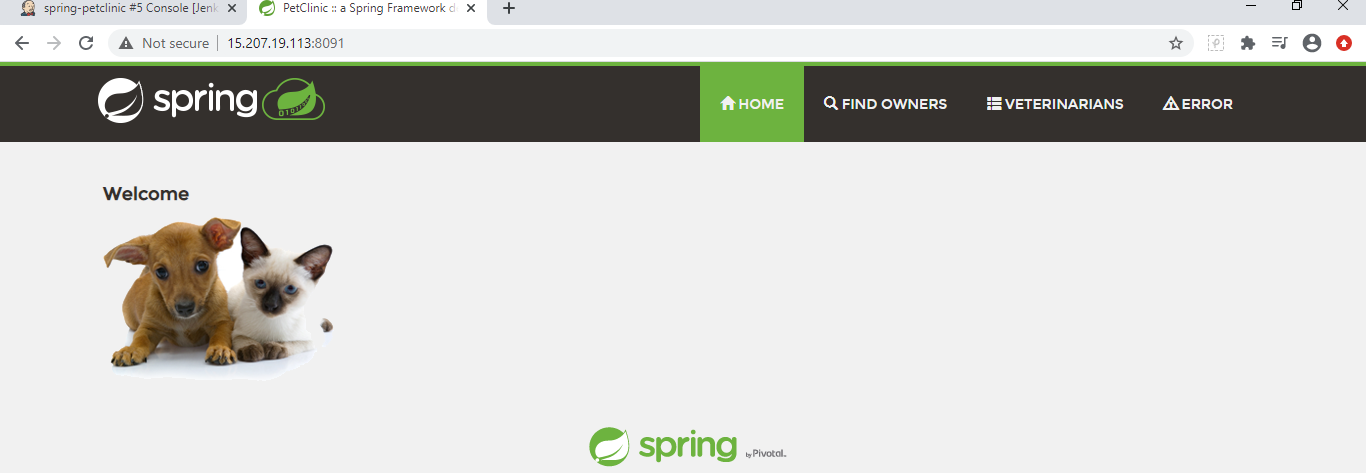 spring-petclinic #5 Console [Jenk
PetClinic :: a Spring Framework d
Not secure
15.207.19.113:8091
spring
HOME
FIND OWNERS
VETERINARIANS
ERROR
Welcome
spring by Pivotal